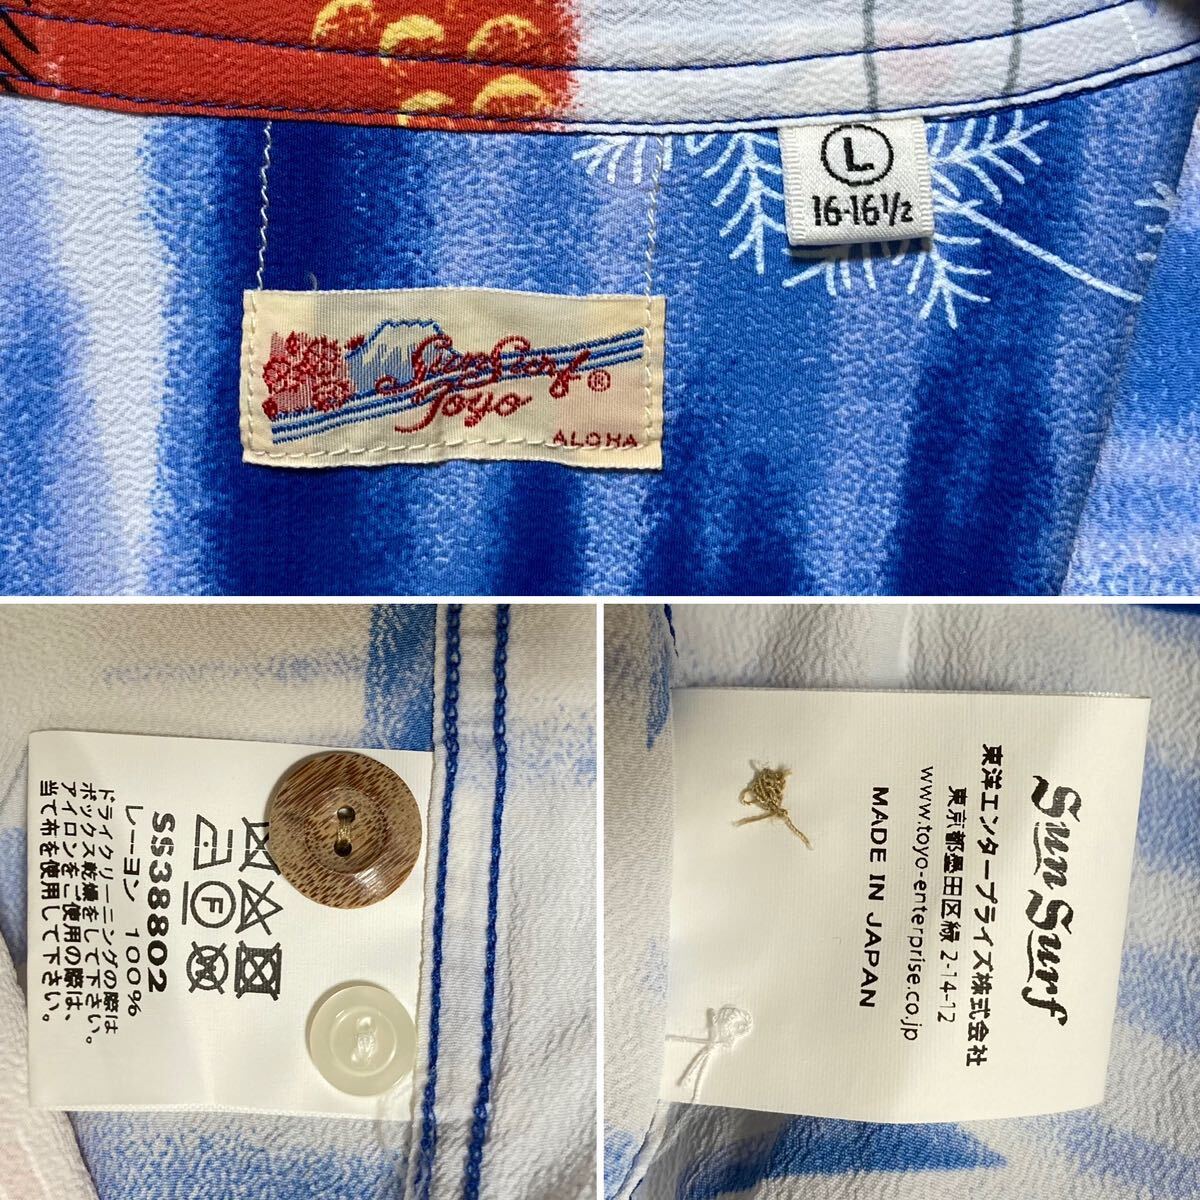 L
16-16½
Sun Surf ®
Toyo
ALOHA
SS38802
レーヨン 100%
ドライクリーニングの際は
ボックス乾燥をして下さい。
アイロンをご使用の際は、
当て布を使用して下さい。
F
Sun Surf
東洋エンタープライズ株式会社
東京都墨田区緑 2-14-12
www.toyo-enterprise.co.jp
MADE IN JAPAN